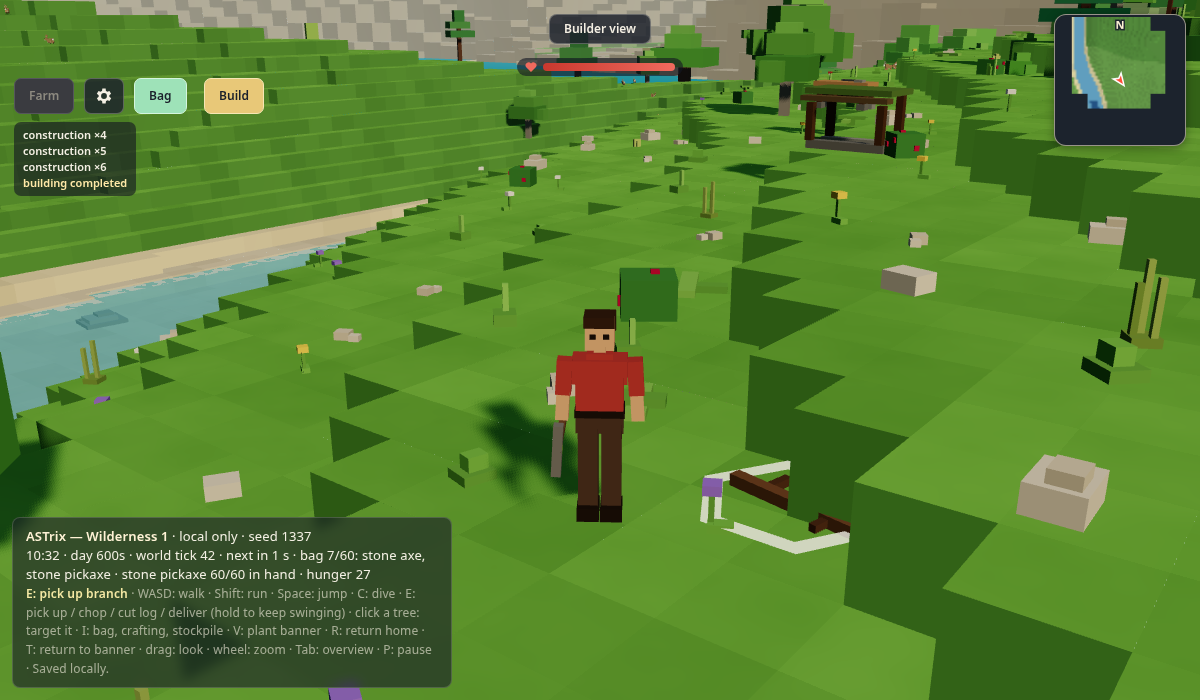 Builder view
N
Farm
Bag
Build
construction ×4
construction ×5
construction ×6
building completed
ASTrix — Wilderness 1 · local only · seed 1337
10:32 · day 600s · world tick 42 · next in 1 s · bag 7/60: stone axe,
stone pickaxe · stone pickaxe 60/60 in hand · hunger 27
E: pick up branch · WASD: walk · Shift: run · Space: jump · C: dive · E:
pick up / chop / cut log / deliver (hold to keep swinging) · click a tree:
target it · I: bag, crafting, stockpile · V: plant banner · R: return home ·
T: return to banner · drag: look · wheel: zoom · Tab: overview · P: pause
· Saved locally.